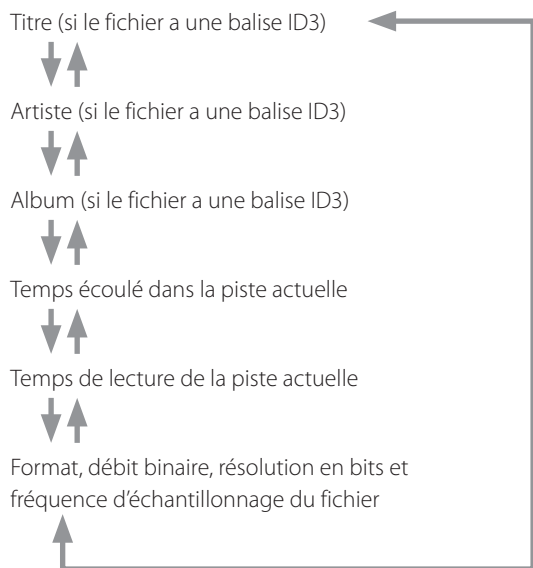 Titre (si le fichier a une balise ID3)
Artiste (si le fichier a une balise ID3)
Album (si le fichier a une balise ID3)
Temps écoulé dans la piste actuelle
Temps de lecture de la piste actuelle
Format, débit binaire, résolution en bits et
fréquence d’échantillonnage du fichier